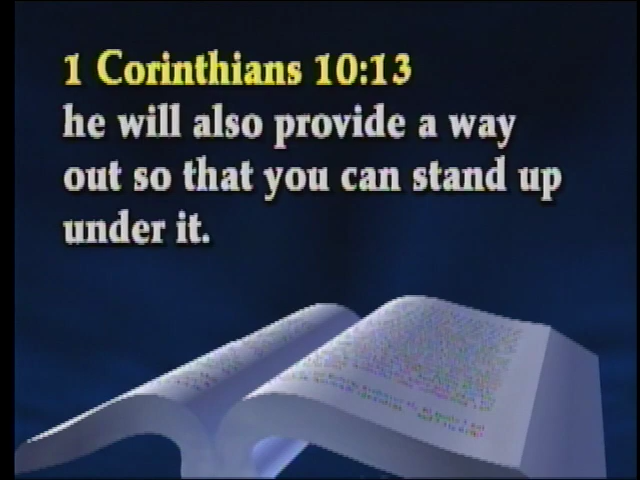 1 Corinthians 10:13
he will also provide a way
out so that you can stand up
under it.